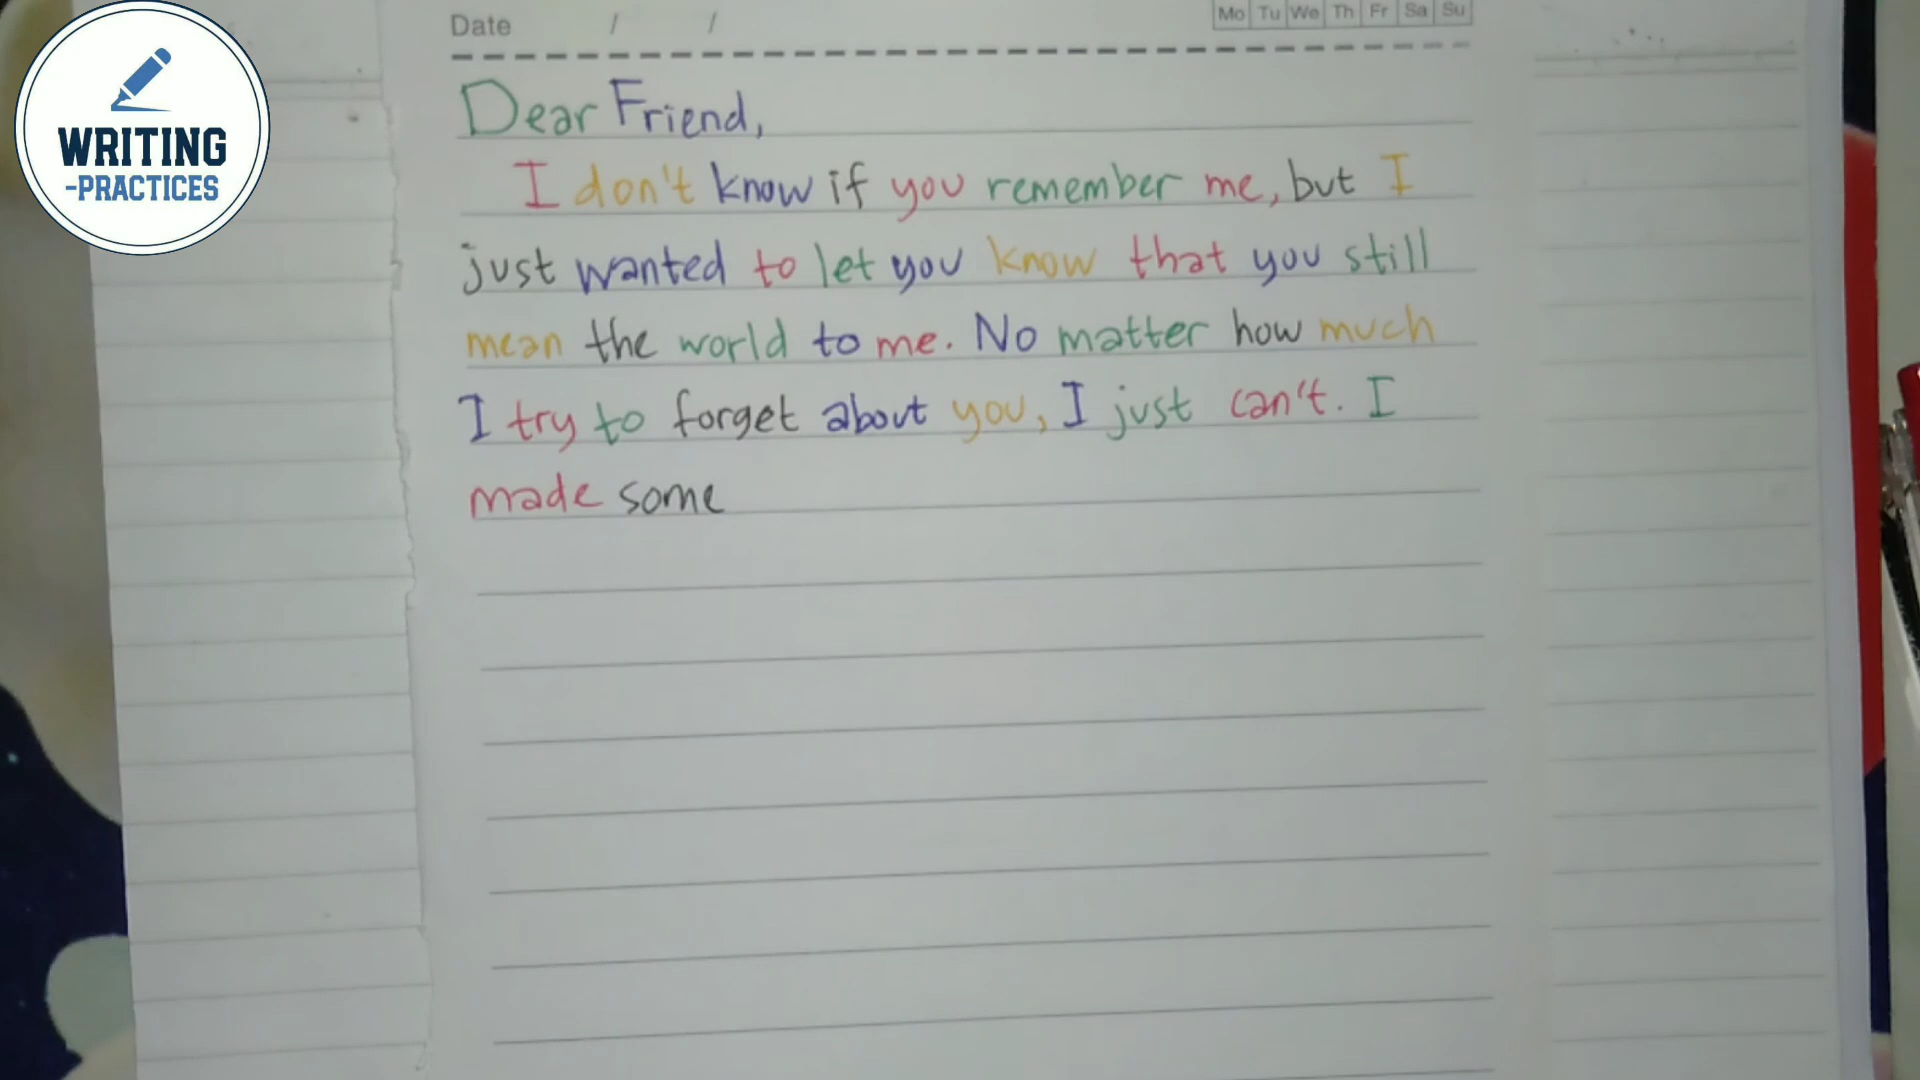 WRITING
-PRACTICES
Date / /
Mo Tu We Th Fr Sa Su
Dear Friend,
I don't know if you remember me, but I
just wanted to let you know that you still
mean the world to me. No matter how much
I try to forget about you, I just can't. I
made some